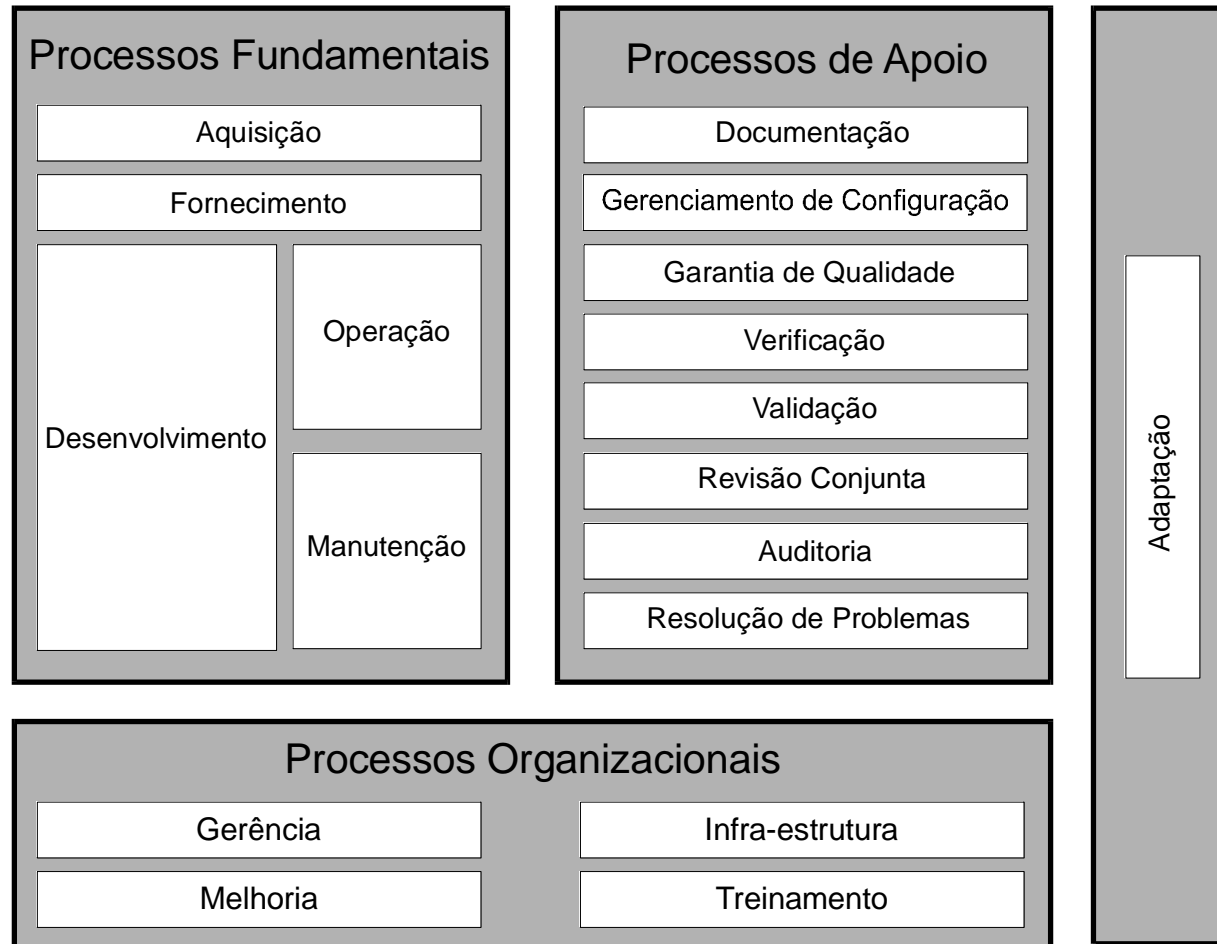 Processos Fundamentais
Aquisição
Fornecimento
Desenvolvimento
Operação
Manutenção
Processos de Apoio
Documentação
Gerenciamento de Configuração
Garantia de Qualidade
Verificação
Validação
Revisão Conjunta
Auditoria
Resolução de Problemas
Processos Organizacionais
Gerência
Infra-estrutura
Melhoria
Treinamento
Adaptação